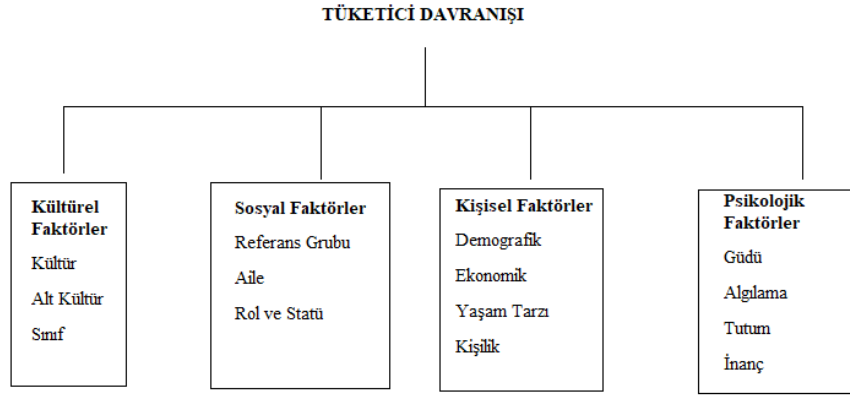 TÜKETİCİ DAVRANIŞI
Kültürel
Faktörler
Kültür
Alt Kültür
Sınıf
Sosyal Faktörler
Referans Grubu
Aile
Rol ve Statü
Kişisel Faktörler
Demografik
Ekonomik
Yaşam Tarzı
Kişilik
Psikolojik
Faktörler
Güdü
Algılama
Tutum
İnanç